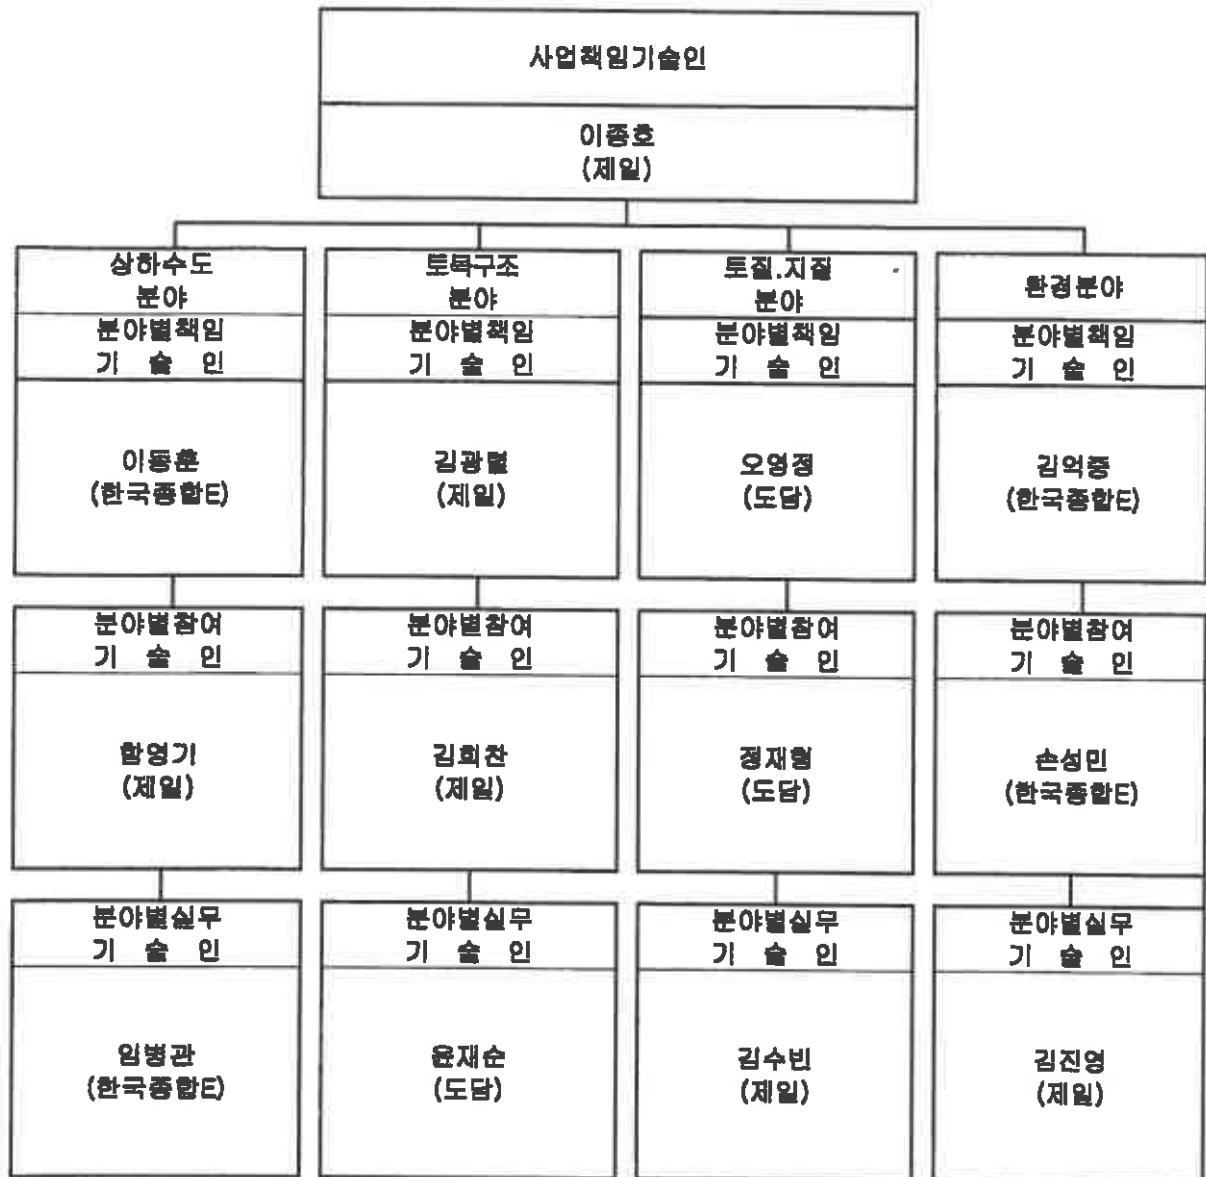 사업책임기술인
이종호
(제일)
상하수도
분야
분야별책임
기 술 인
이동훈
(한국종합E)
토목구조
분야
분야별책임
기 술 인
김광렬
(제일)
토질.지질
분야
분야별책임
기 술 인
오영정
(도담)
환경분야
분야별책임
기 술 인
김억중
(한국종합E)
분야별참여
기 술 인
함영기
(제일)
분야별참여
기 술 인
김희찬
(제일)
분야별참여
기 술 인
정재형
(도담)
분야별참여
기 술 인
손성민
(한국종합E)
분야별실무
기 술 인
임병관
(한국종합E)
분야별실무
기 술 인
윤재순
(도담)
분야별실무
기 술 인
김수빈
(제일)
분야별실무
기 술 인
김진영
(제일)